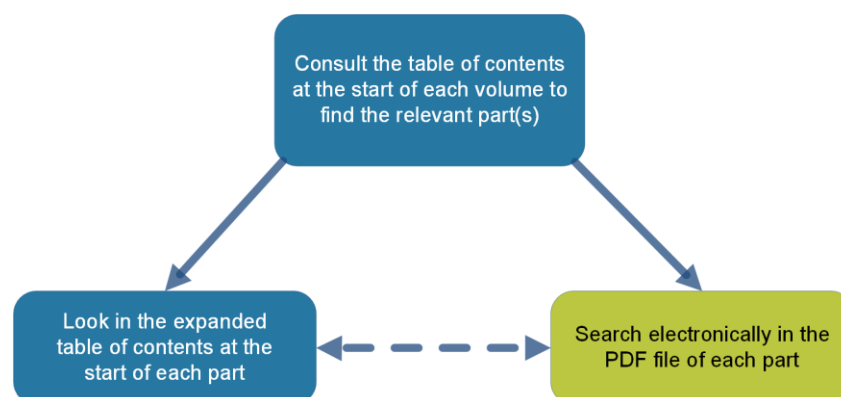 Consult the table of contents
at the start of each volume to
find the relevant part(s)
Look in the expanded
table of contents at the
start of each part
Search electronically in the
PDF file of each part